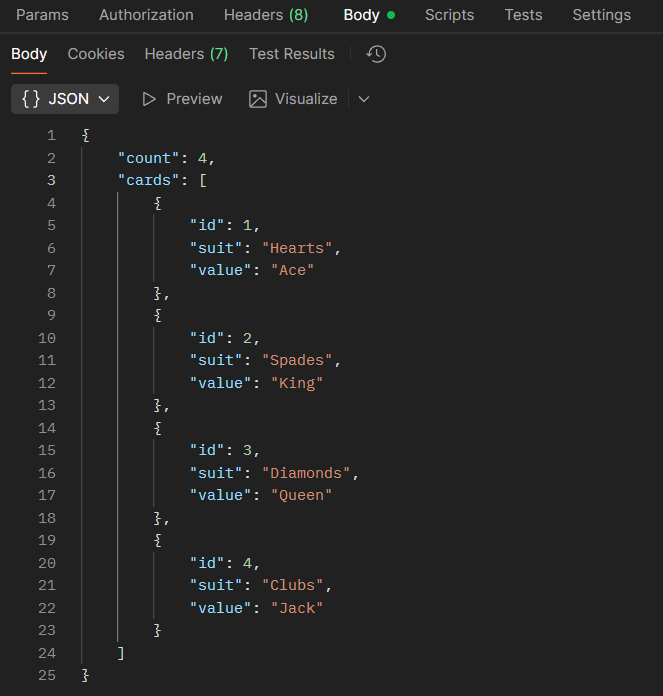 Params Authorization Headers (8) Body Scripts Tests Settings
Body Cookies Headers (7) Test Results
{} JSON Preview Visualize
1 {
2 "count": 4,
3 "cards": [
4 {
5 "id": 1,
6 "suit": "Hearts",
7 "value": "Ace"
8 },
9 {
10 "id": 2,
11 "suit": "Spades",
12 "value": "King"
13 },
14 {
15 "id": 3,
16 "suit": "Diamonds",
17 "value": "Queen"
18 },
19 {
20 "id": 4,
21 "suit": "Clubs",
22 "value": "Jack"
23 }
24 ]
25 }